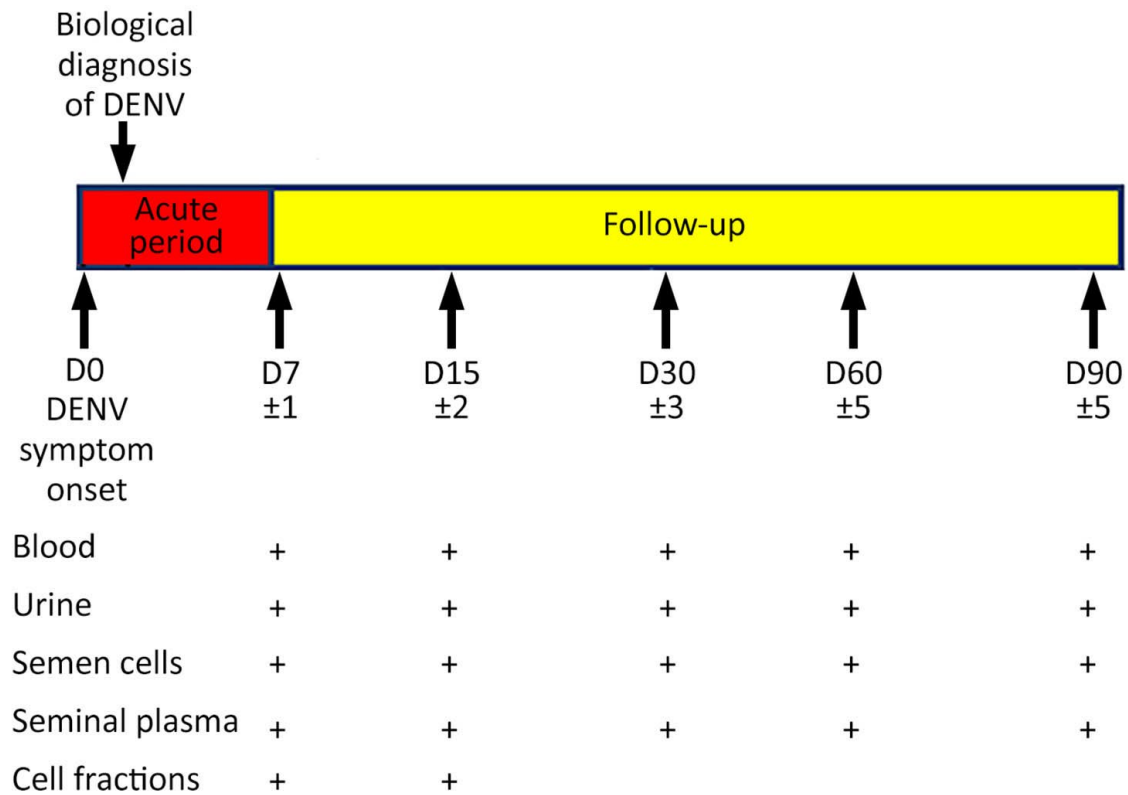 Biological
diagnosis
of DENV
Acute
period
Follow-up
D0
DENV
symptom
onset
D7
±1
D15
±2
D30
±3
D60
±5
D90
±5
Blood + + + + +
Urine + + + + +
Semen cells + + + + +
Seminal plasma + + + + +
Cell fractions + +